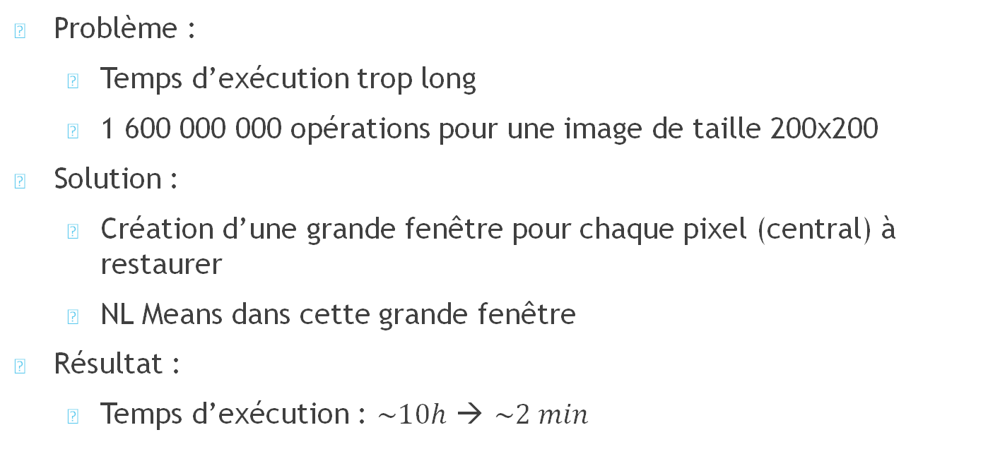 Problème :
Temps d’exécution trop long
1 600 000 000 opérations pour une image de taille 200x200
Solution :
Création d’une grande fenêtre pour chaque pixel (central) à
restaurer
NL Means dans cette grande fenêtre
Résultat :
Temps d’exécution : ~10h → ~2 min